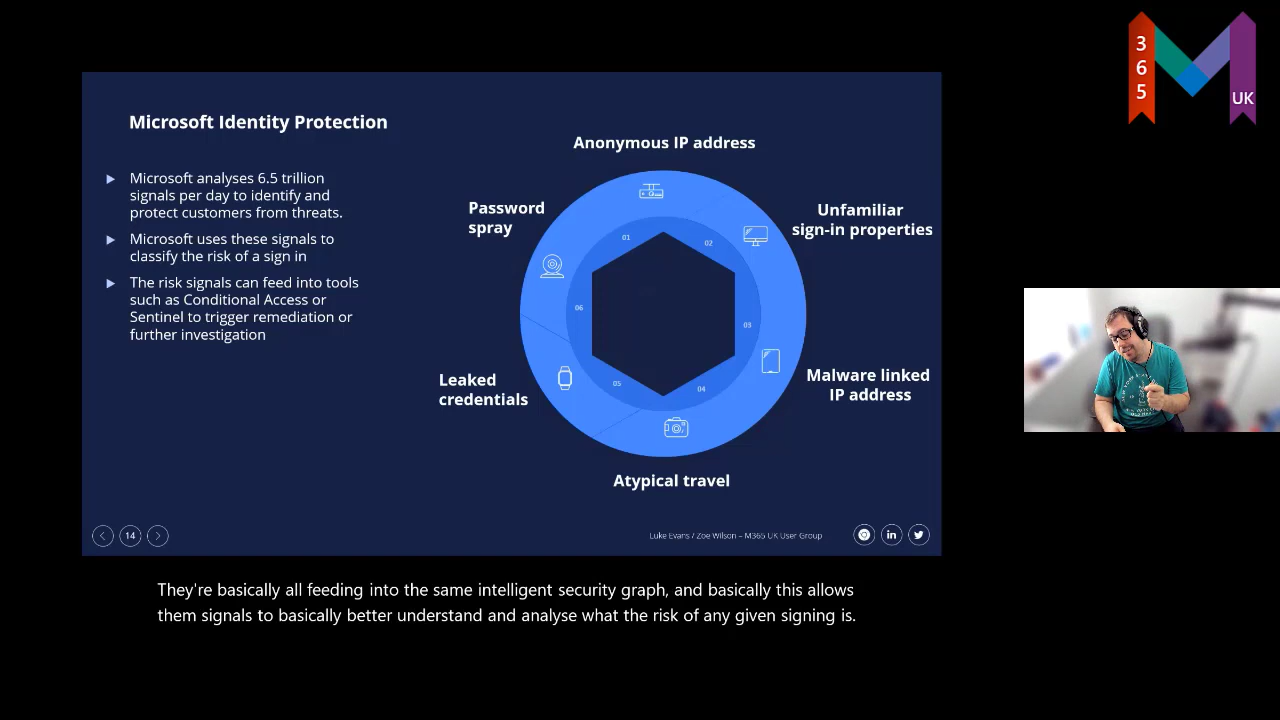 3
6
5
UK
Microsoft Identity Protection
Microsoft analyses 6.5 trillion
signals per day to identify and
protect customers from threats.
Microsoft uses these signals to
classify the risk of a sign in
The risk signals can feed into tools
such as Conditional Access or
Sentinel to trigger remediation or
further investigation
Anonymous IP address
Password
spray
Unfamiliar
sign-in properties
01
02
06
03
05
04
Leaked
credentials
Malware linked
IP address
Atypical travel
14
Luke Evans / Zoe Wilson – M365 UK User Group
in
They're basically all feeding into the same intelligent security graph, and basically this allows
them signals to basically better understand and analyse what the risk of any given signing is.